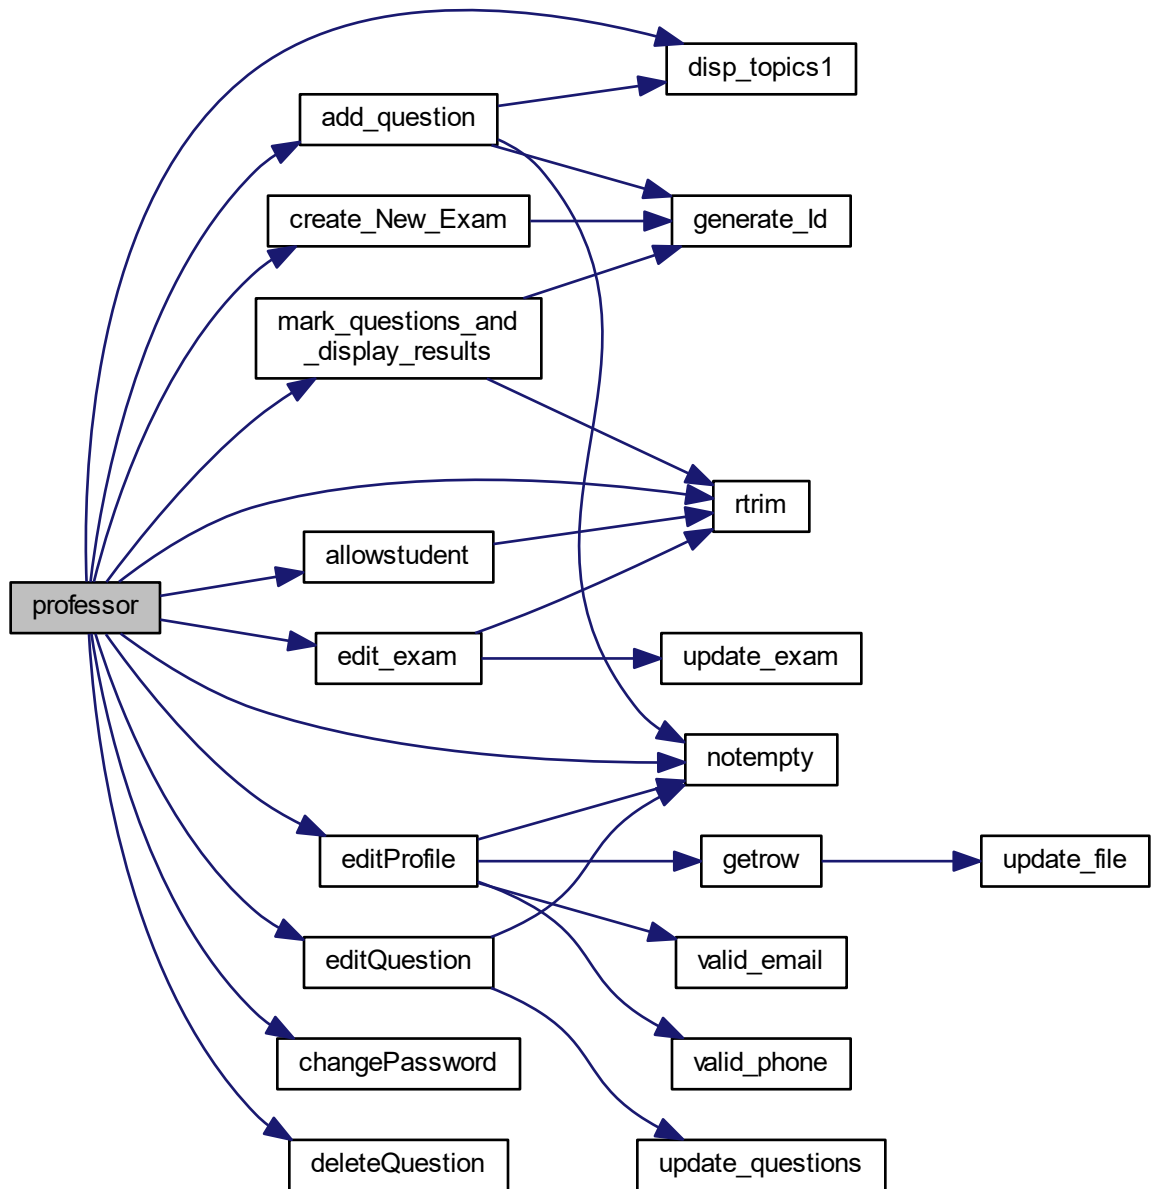 disp_topics1
add_question
create_New_Exam
generate_Id
mark_questions_and
_display_results
rtrim
allowstudent
professor
edit_exam
update_exam
notempty
editProfile
getrow
update_file
editQuestion
valid_email
changePassword
valid_phone
deleteQuestion
update_questions